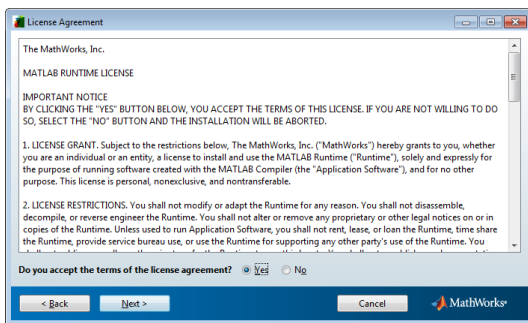 License Agreement
The MathWorks, Inc.
MATLAB RUNTIME LICENSE
IMPORTANT NOTICE
BY CLICKING THE "YES" BUTTON BELOW, YOU ACCEPT THE TERMS OF THIS LICENSE. IF YOU ARE NOT WILLING TO DO
SO, SELECT THE "NO" BUTTON AND THE INSTALLATION WILL BE ABORTED.
1. LICENSE GRANT. Subject to the restrictions below, The MathWorks, Inc. ("MathWorks") hereby grants to you, whether
you are an individual or an entity, a license to install and use the MATLAB Runtime ("Runtime"), solely and expressly for
the purpose of running software created with the MATLAB Compiler (the "Application Software"), and for no other
purpose. This license is personal, nonexclusive, and nontransferable.
2. LICENSE RESTRICTIONS. You shall not modify or adapt the Runtime for any reason. You shall not disassemble,
decompile, or reverse engineer the Runtime. You shall not alter or remove any proprietary or other legal notices on or in
copies of the Runtime. Unless used to run Application Software, you shall not rent, lease, or loan the Runtime, time share
the Runtime, provide service bureau use, or use the Runtime for supporting any other party's use of the Runtime. You
Do you accept the terms of the license agreement? Yes No
< Back Next > Cancel MathWorks®